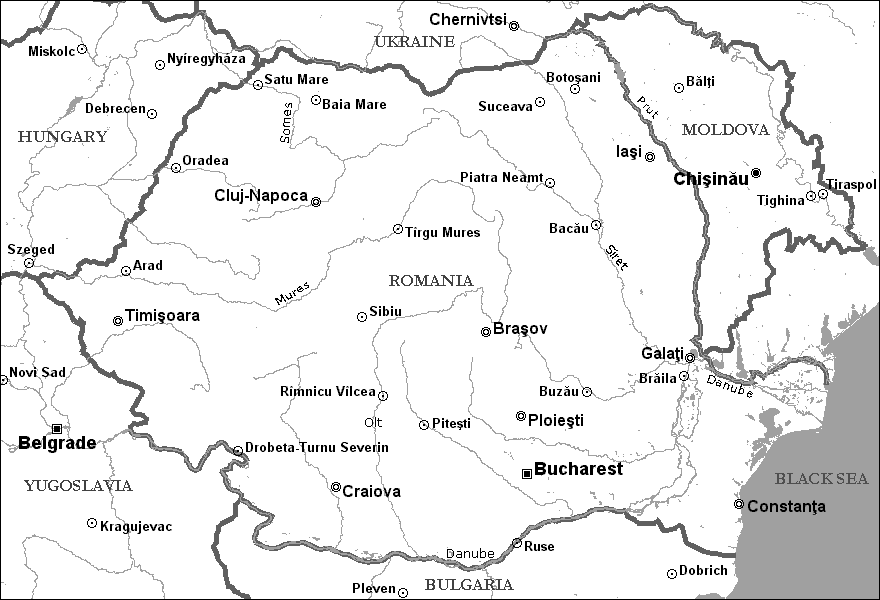 Chernivtsi
UKRAINE
Miskolc
Nyíregyháza
Satu Mare
Botoşani
Bălţi
Baia Mare
Suceava
Debrecen
Someş
Prut
HUNGARY
MOLDOVA
Iaşi
Oradea
Piatra Neamt
Chişinău
Tiraspol
Cluj-Napoca
Tighina
Tîrgu Mures
Bacău
Szeged
Arad
Siret
ROMANIA
Mures
Timişoara
Sibiu
Braşov
Galaţi
Novi Sad
Brăila
Danube
Rîmnicu Vîlcea
Buzău
Olt
Piteşti
Ploieşti
Belgrade
Drobeta-Turnu Severin
Bucharest
BLACK SEA
YUGOSLAVIA
Craiova
Constanţa
Kragujevac
Danube
Ruse
Dobrich
Pleven
BULGARIA